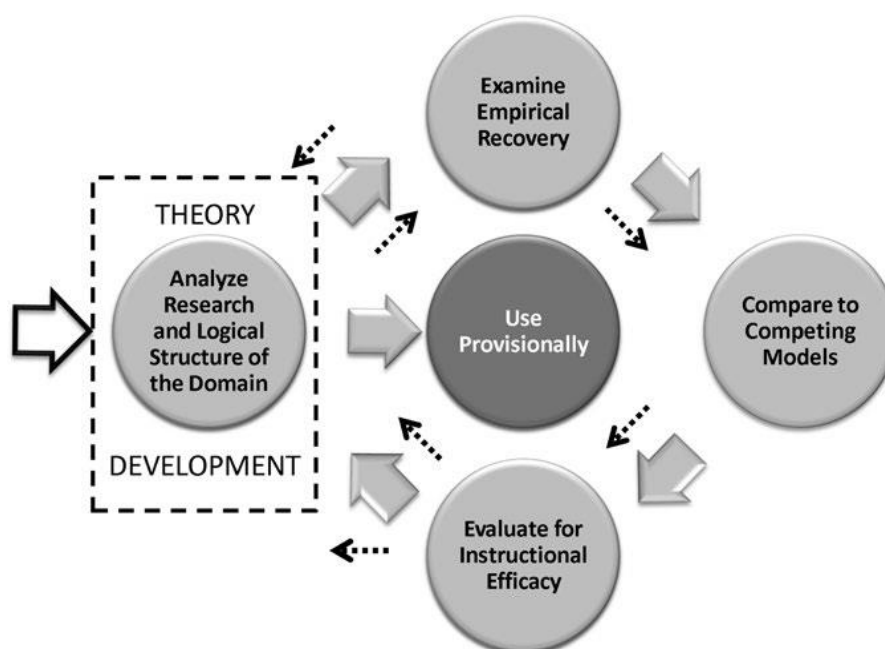 Examine
Empirical
Recovery
THEORY
Analyze
Research
and Logical
Structure of
the Domain
DEVELOPMENT
Use
Provisionally
Compare to
Competing
Models
Evaluate for
Instructional
Efficacy